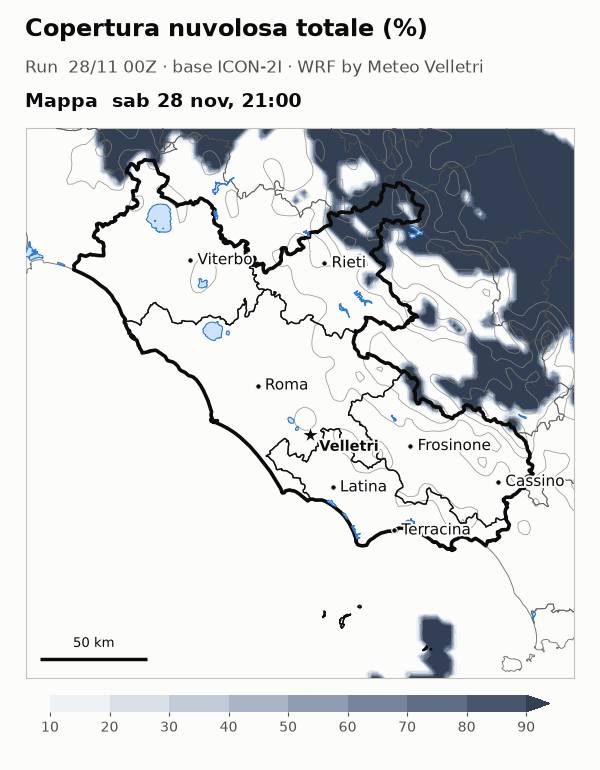 Copertura nuvolosa totale (%)
Run  28/11 00Z · base ICON-2I · WRF by Meteo Velletri
Mappa  sab 28 nov, 21:00
Viterbo
Rieti
Roma
Velletri
Frosinone
Latina
Cassino
Terracina
50 km
10 20 30 40 50 60 70 80 90